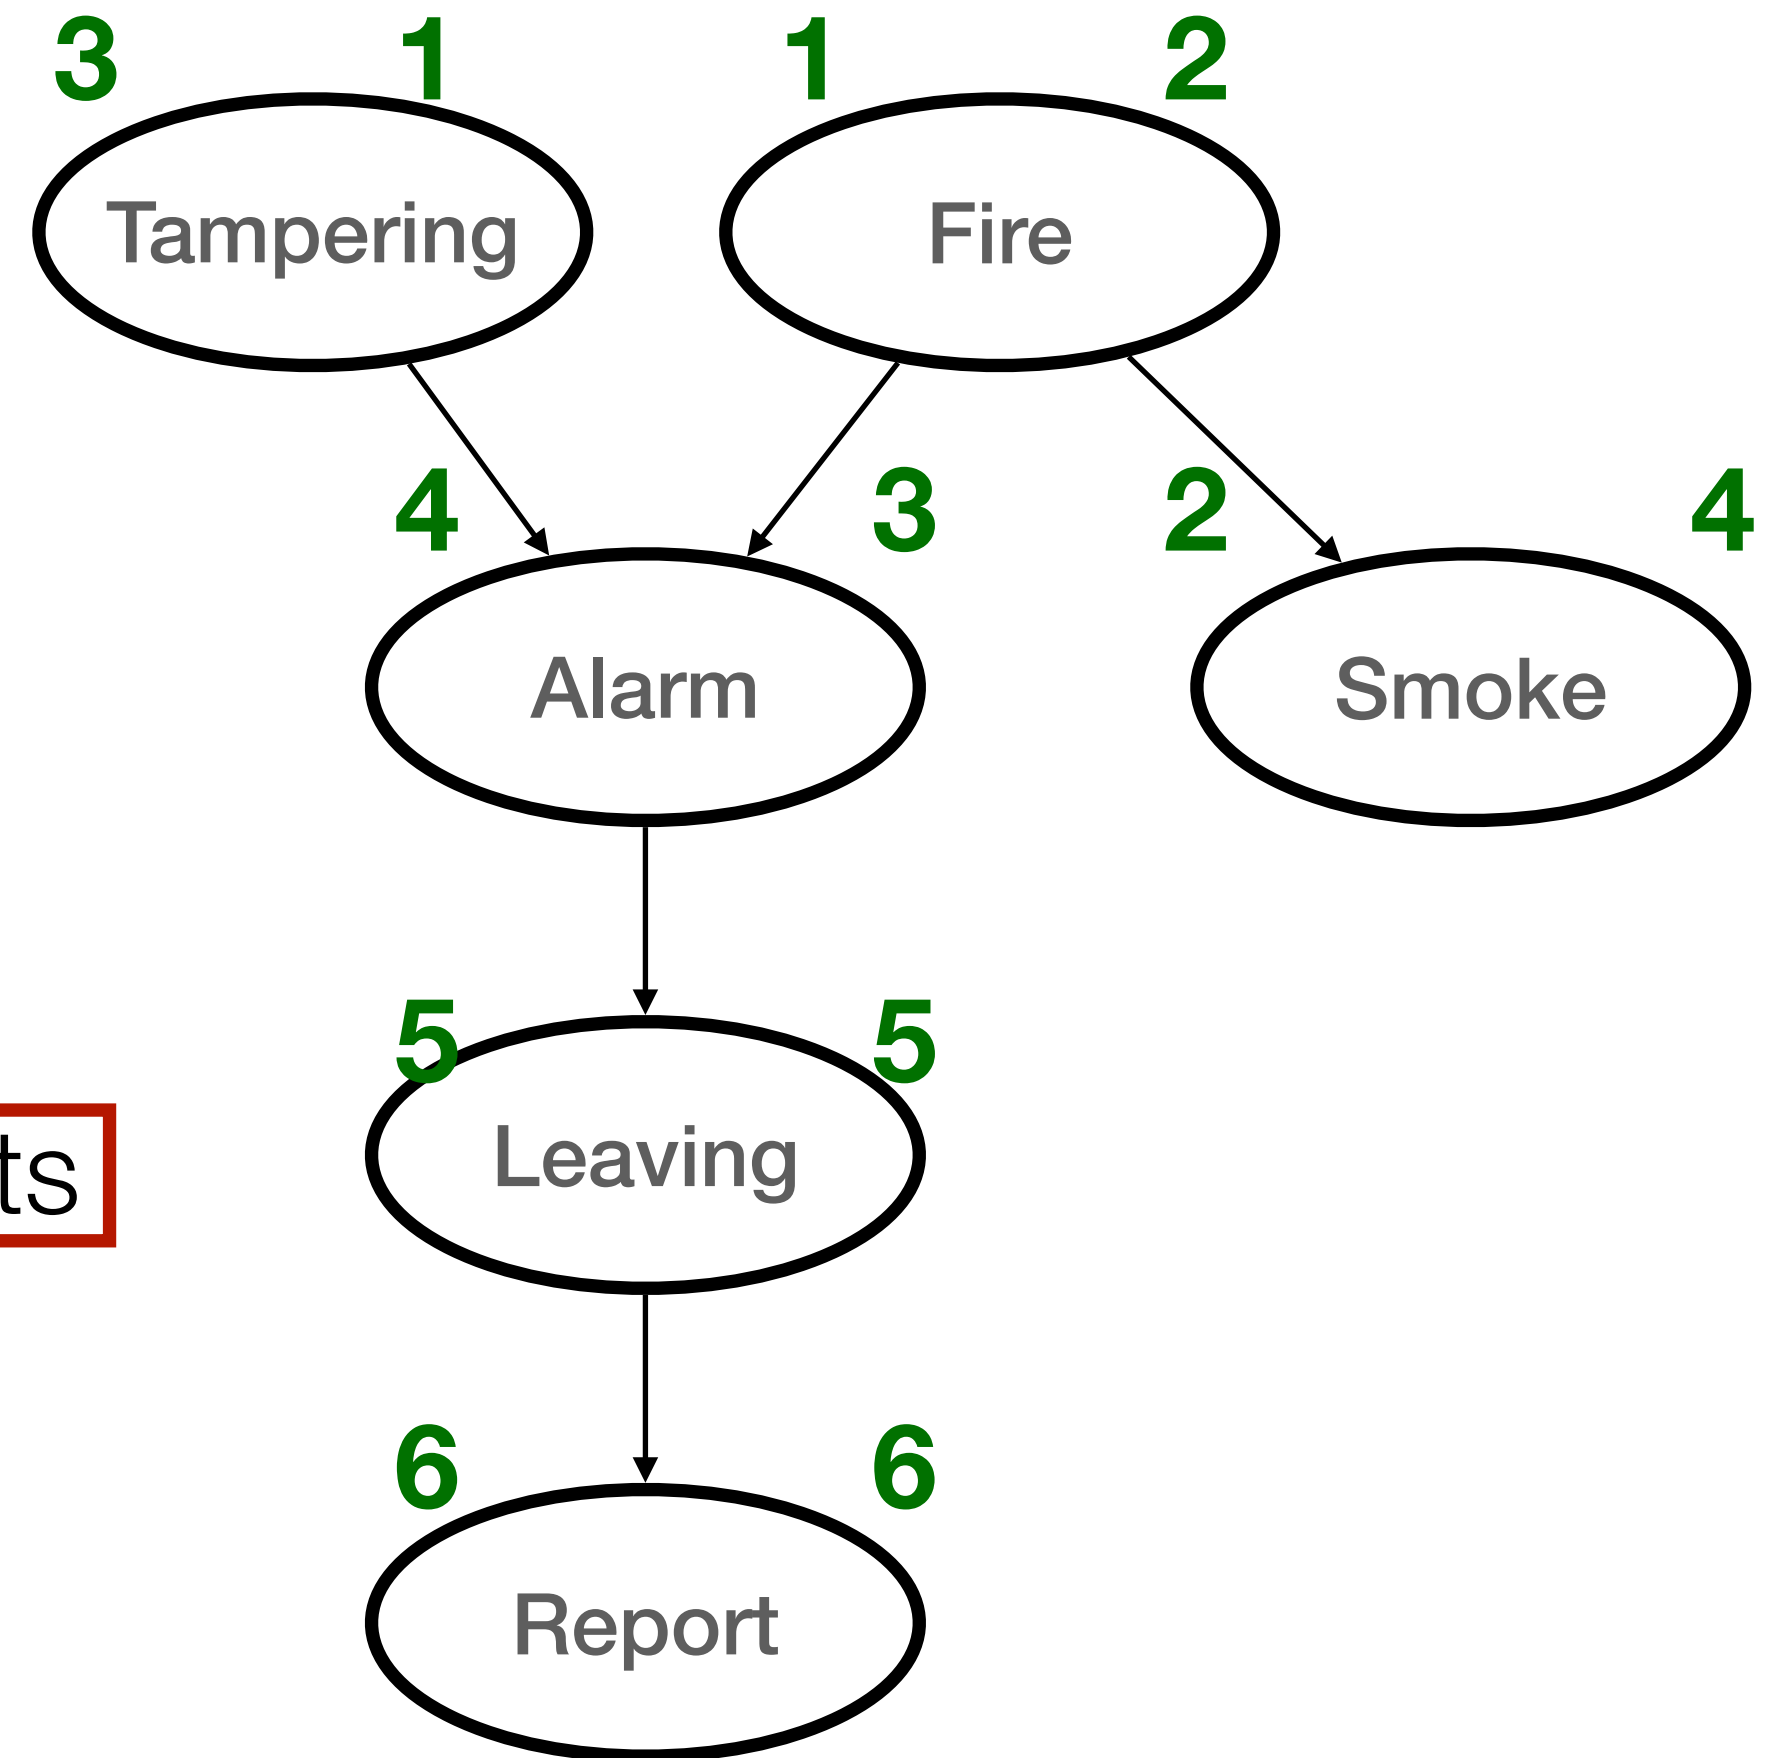 3 1 1 2
Tampering Fire
4 3 2 4
Alarm Smoke
5 5
ts
Leaving
6 6
Report